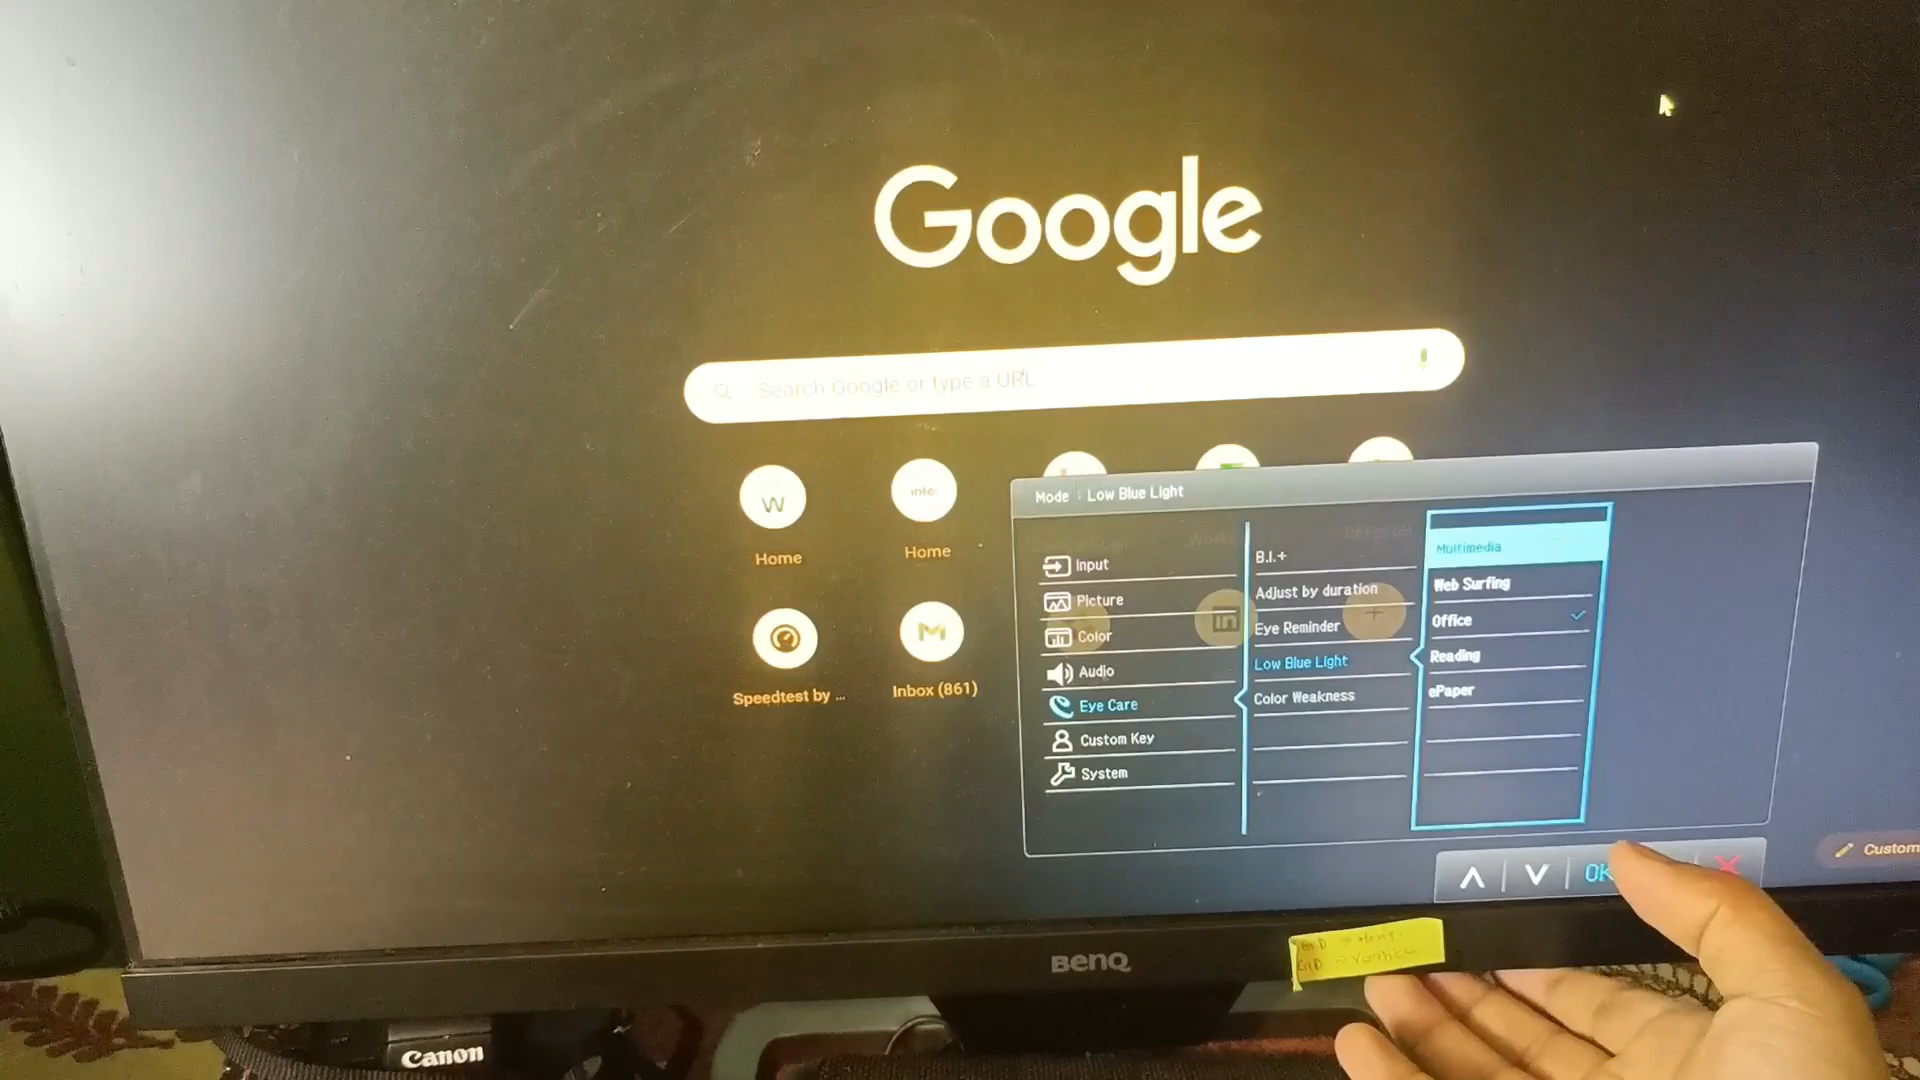 Google
Search Google or type a URL
W
intel
Home
Home
M
Speedtest by ...
Inbox (861)
in
Mode : Low Blue Light
Input
Picture
Color
Audio
Eye Care
Custom Key
System
B.I.+
Adjust by duration
Eye Reminder
Low Blue Light
Color Weakness
Multimedia
Web Surfing
Office
Reading
ePaper
OK
Custom
BenQ
Canon